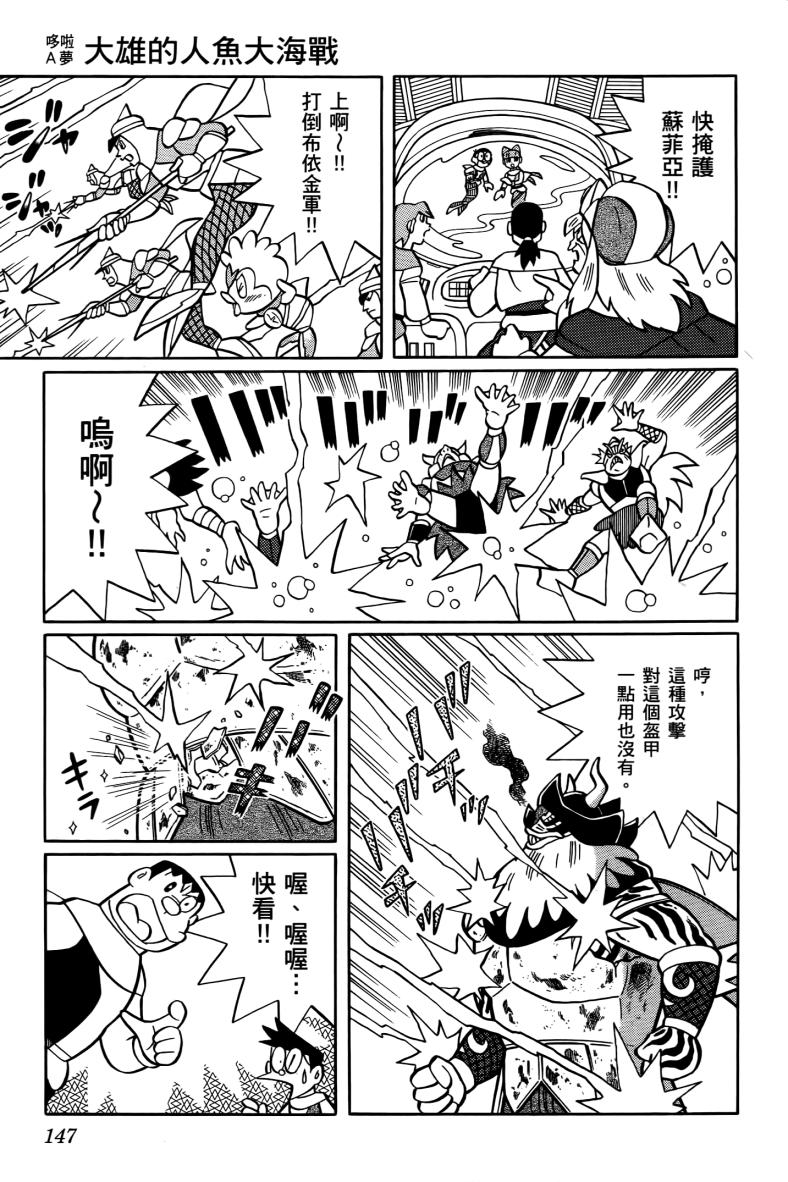 哆啦A夢 大雄的人魚大海戰
快掩護
蘇菲亞!!
上啊～!!
打倒布依金軍!!
ジャッ
ジャッ
嗚啊～!!
哼，
這種攻擊
對這個盔甲
一點用也沒有。
キラ
喔、喔喔…
快看!!
147